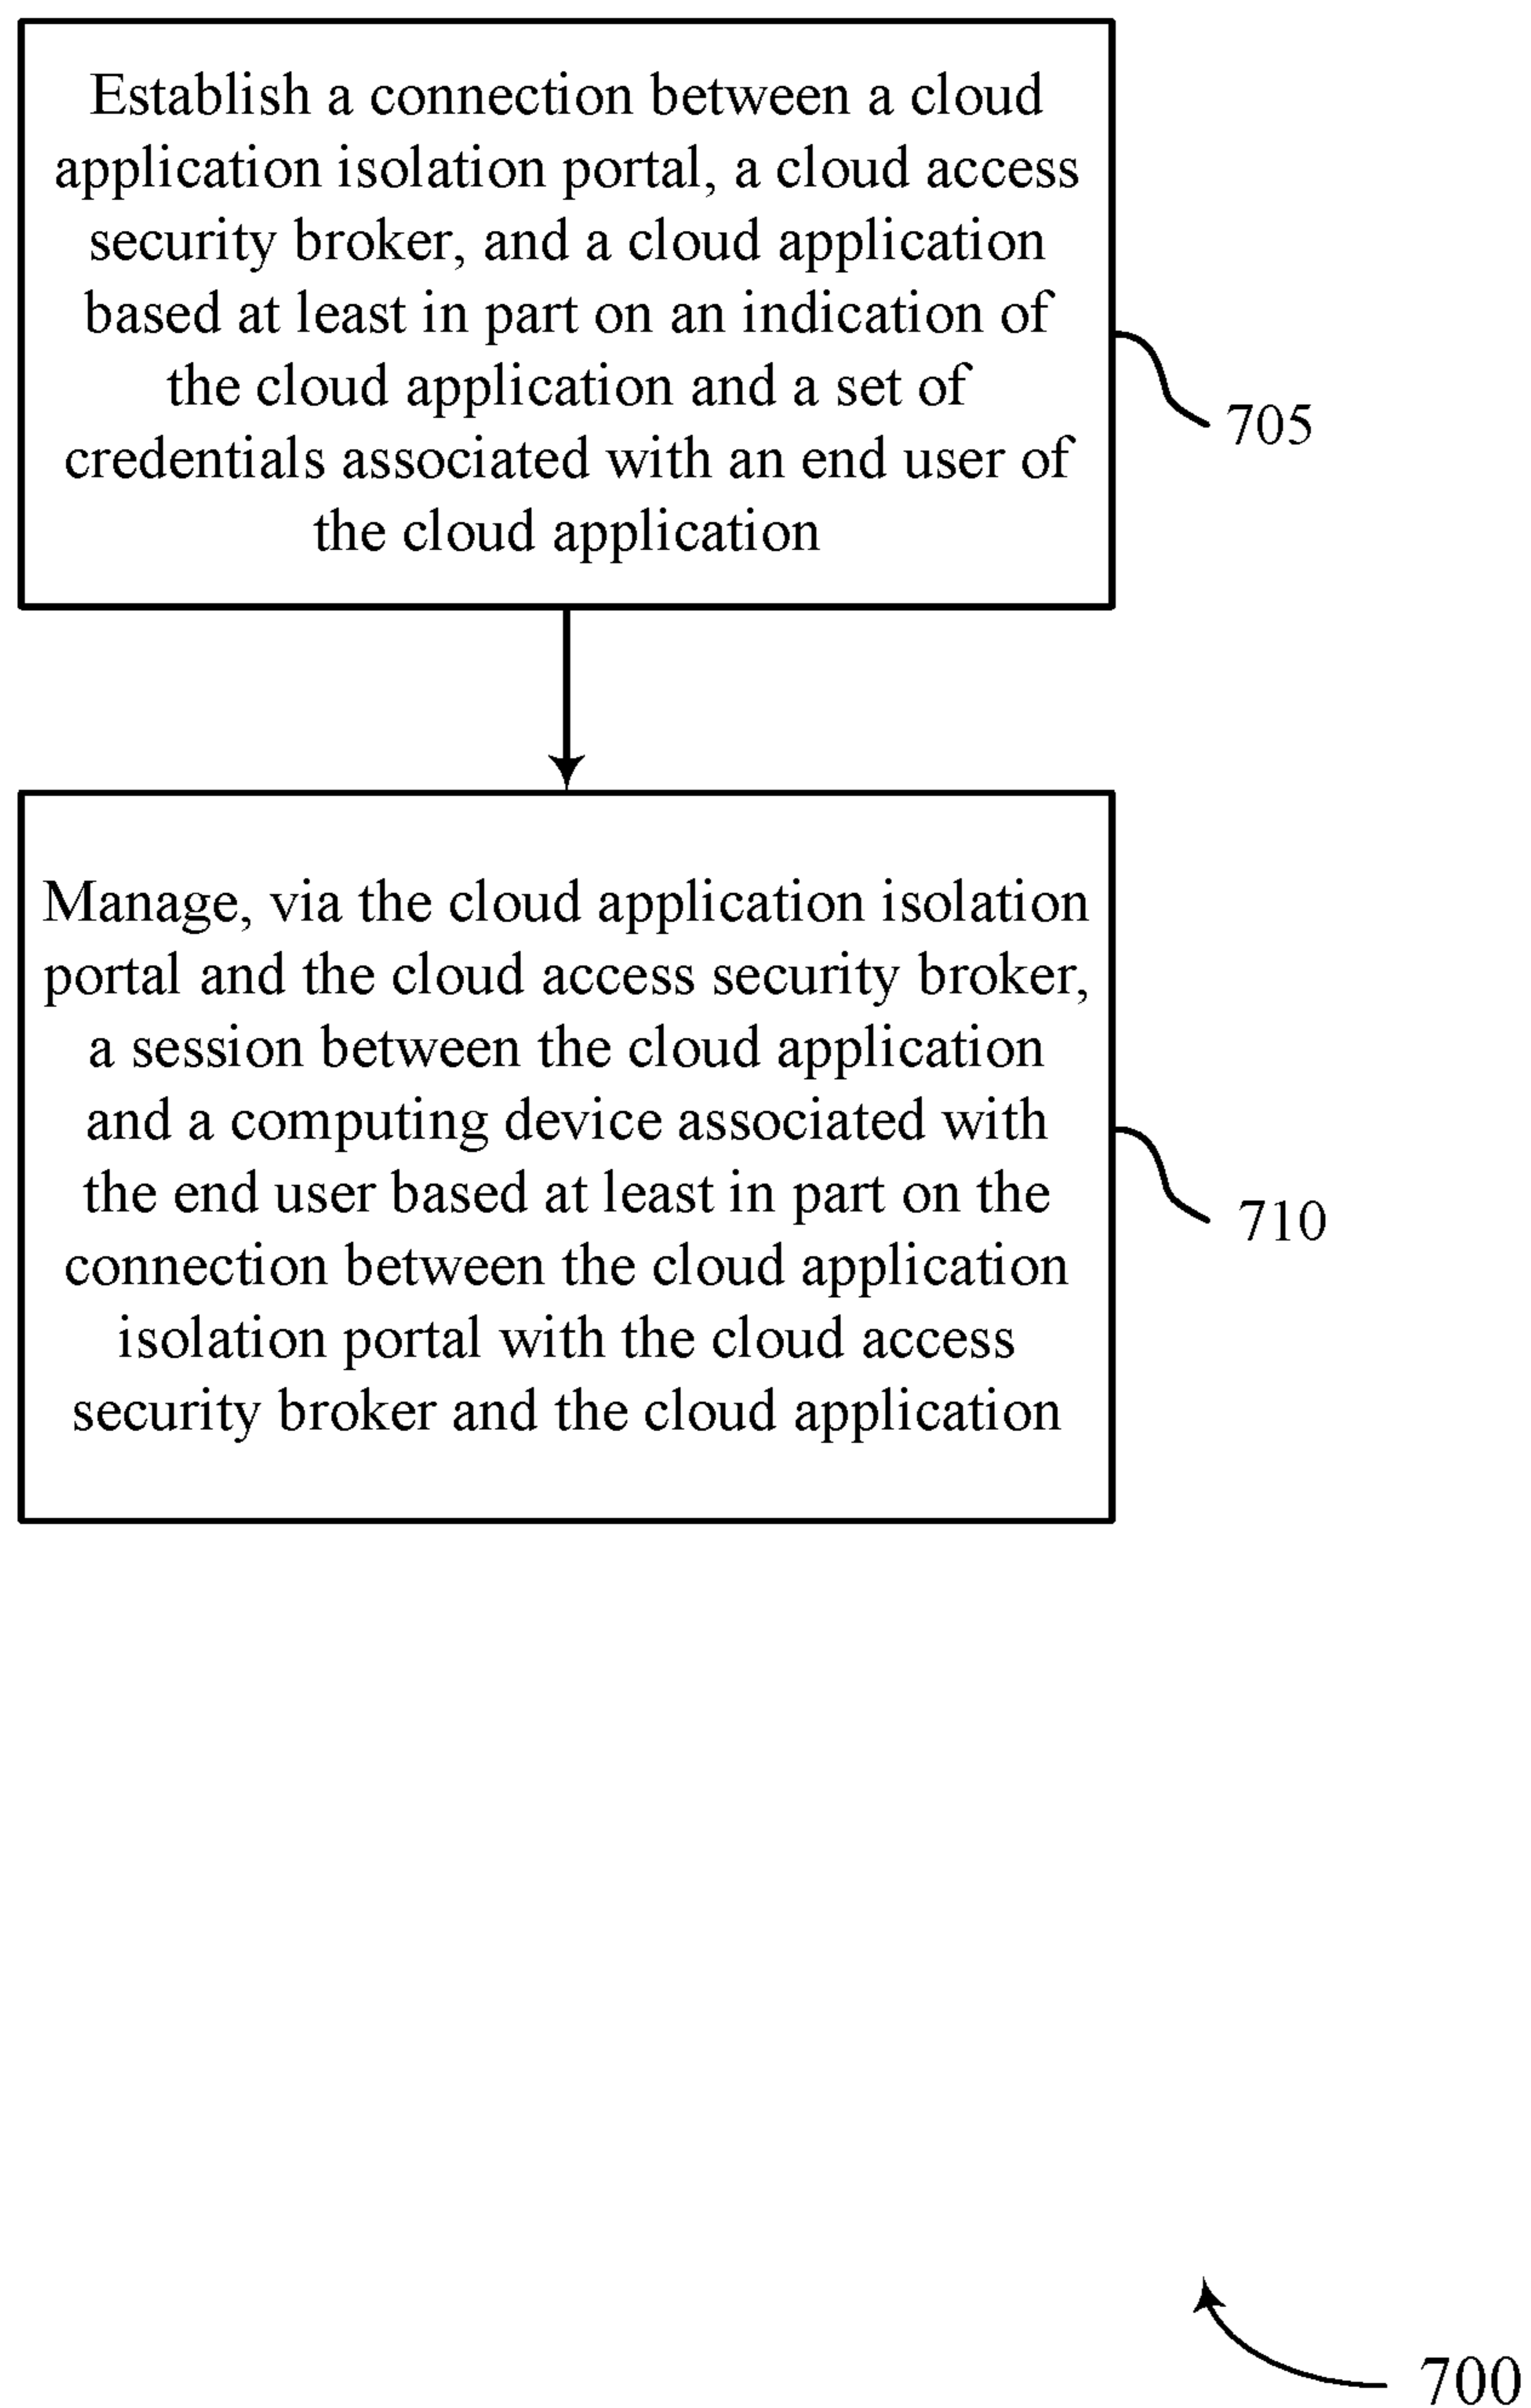 Establish a connection between a cloud
application isolation portal, a cloud access
security broker, and a cloud application
based at least in part on an indication of
the cloud application and a set of
credentials associated with an end user of
the cloud application
705
Manage, via the cloud application isolation
portal and the cloud access security broker,
a session between the cloud application
and a computing device associated with
the end user based at least in part on the
connection between the cloud application
isolation portal with the cloud access
security broker and the cloud application
710
700